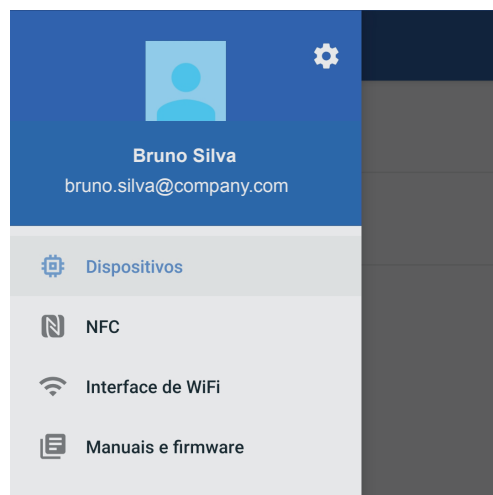 Bruno Silva
bruno.silva@company.com
Dispositivos
NFC
Interface de WiFi
Manuais e firmware